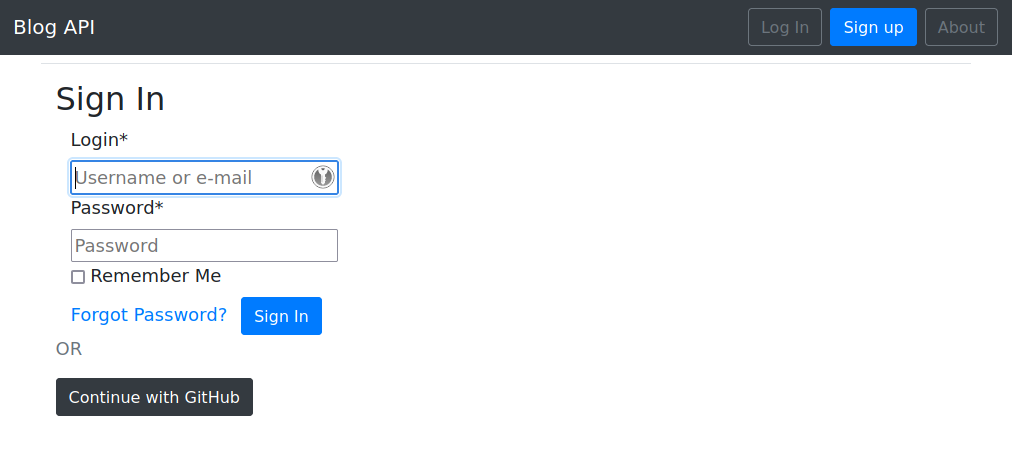 Blog API Log In Sign up About
Sign In
Login*
Username or e-mail
Password*
Password
Remember Me
Forgot Password? Sign In
OR
Continue with GitHub